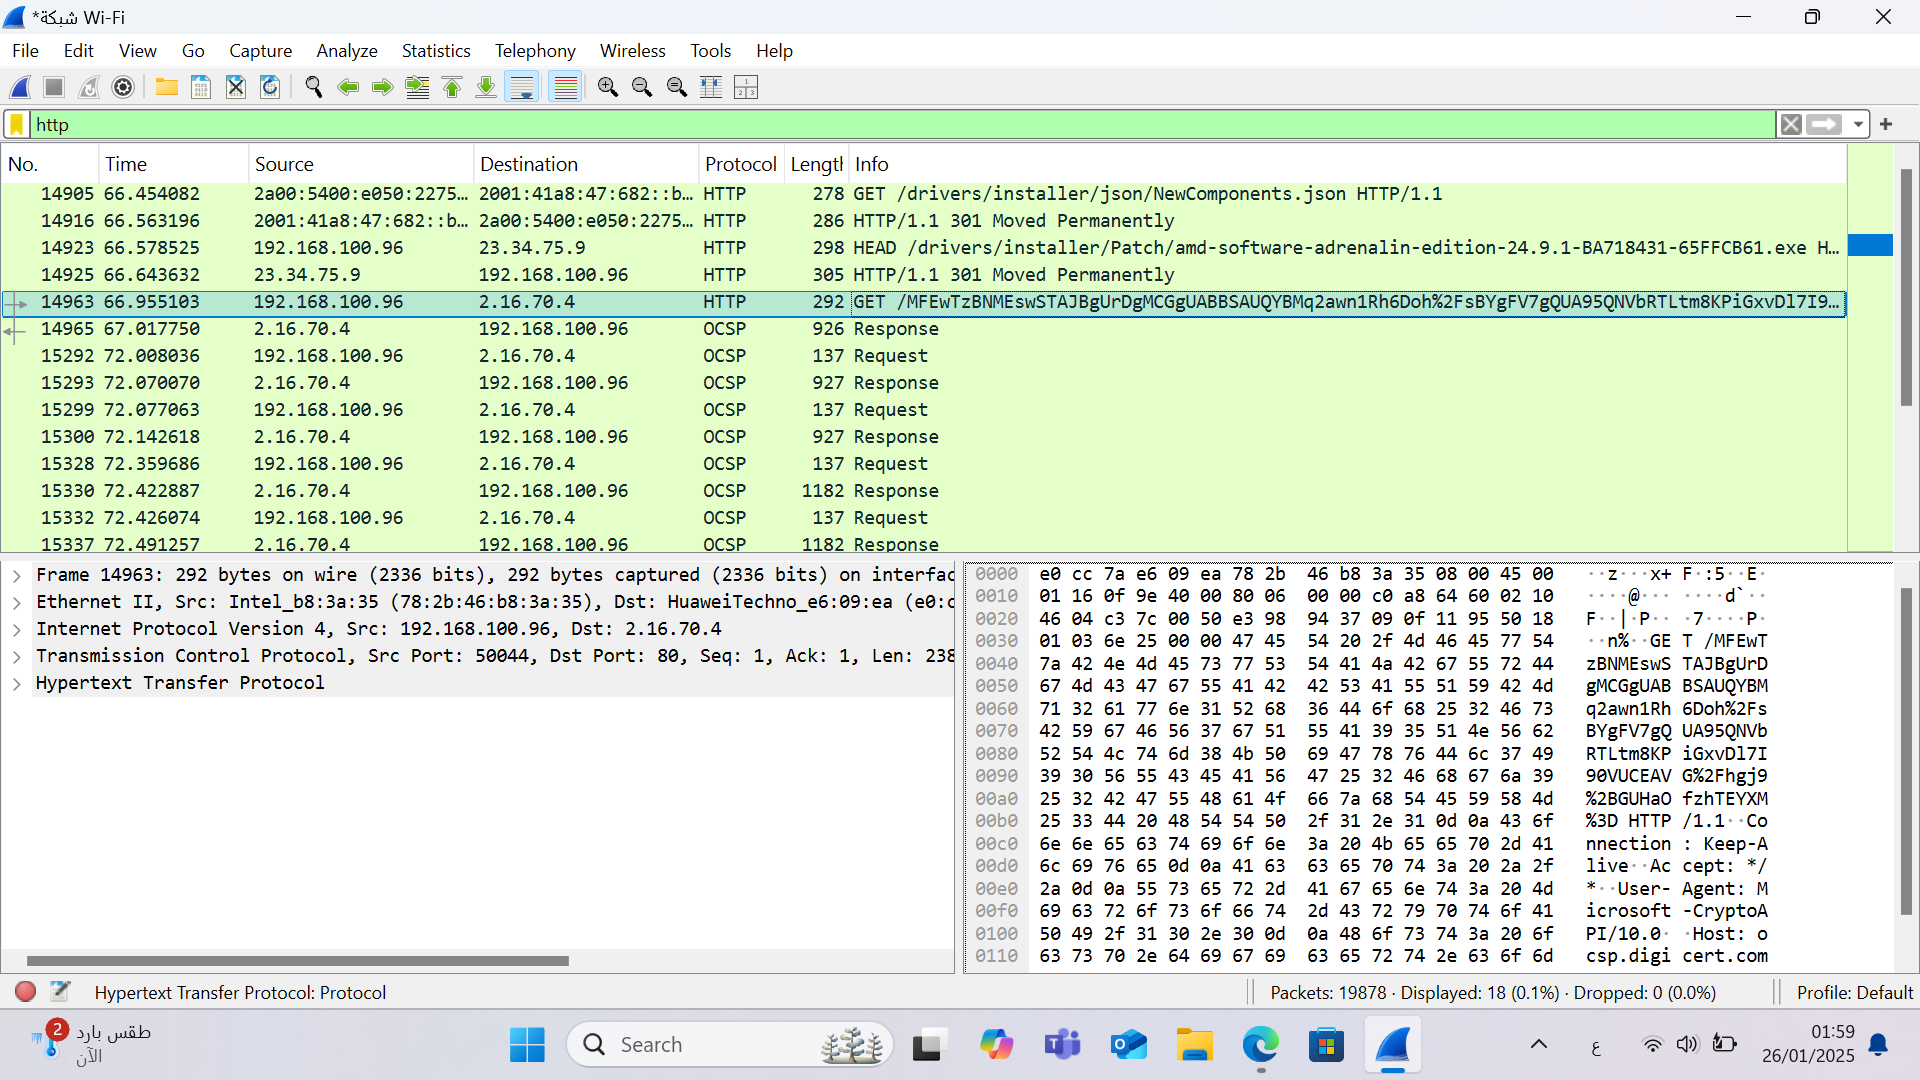 *شبكة Wi-Fi
File Edit View Go Capture Analyze Statistics Telephony Wireless Tools Help
http
No. Time Source Destination Protocol Length Info
14905 66.454082 2a00:5400:e050:2275… 2001:41a8:47:682::b… HTTP 278 GET /drivers/installer/json/NewComponents.json HTTP/1.1
14916 66.563196 2001:41a8:47:682::b… 2a00:5400:e050:2275… HTTP 286 HTTP/1.1 301 Moved Permanently
14923 66.578525 192.168.100.96 23.34.75.9 HTTP 298 HEAD /drivers/installer/Patch/amd-software-adrenalin-edition-24.9.1-BA718431-65FFCB61.exe H…
14925 66.643632 23.34.75.9 192.168.100.96 HTTP 305 HTTP/1.1 301 Moved Permanently
14963 66.955103 192.168.100.96 2.16.70.4 HTTP 292 GET /MFEwTzBNMEswSTAJBgUrDgMCGgUABBSAUQYBMq2awn1Rh6Doh%2FsBYgFV7gQUA95QNVbRTLtm8KPiGxvDl7I9…
14965 67.017750 2.16.70.4 192.168.100.96 OCSP 926 Response
15292 72.008036 192.168.100.96 2.16.70.4 OCSP 137 Request
15293 72.070070 2.16.70.4 192.168.100.96 OCSP 927 Response
15299 72.077063 192.168.100.96 2.16.70.4 OCSP 137 Request
15300 72.142618 2.16.70.4 192.168.100.96 OCSP 927 Response
15328 72.359686 192.168.100.96 2.16.70.4 OCSP 137 Request
15330 72.422887 2.16.70.4 192.168.100.96 OCSP 1182 Response
15332 72.426074 192.168.100.96 2.16.70.4 OCSP 137 Request
15337 72.491257 2.16.70.4 192.168.100.96 OCSP 1182 Response
Frame 14963: 292 bytes on wire (2336 bits), 292 bytes captured (2336 bits) on interfac
Ethernet II, Src: Intel_b8:3a:35 (78:2b:46:b8:3a:35), Dst: HuaweiTechno_e6:09:ea (e0:c
Internet Protocol Version 4, Src: 192.168.100.96, Dst: 2.16.70.4
Transmission Control Protocol, Src Port: 50044, Dst Port: 80, Seq: 1, Ack: 1, Len: 238
Hypertext Transfer Protocol
0000 e0 cc 7a e6 09 ea 78 2b 46 b8 3a 35 08 00 45 00 ··z···x+ F·:5··E·
0010 01 16 0f 9e 40 00 80 06 00 00 c0 a8 64 60 02 10 ····@··· ····d`··
0020 46 04 c3 7c 00 50 e3 98 94 37 09 0f 11 95 50 18 F··|·P·· ·7····P·
0030 01 03 6e 25 00 00 47 45 54 20 2f 4d 46 45 77 54 ··n%··GE T /MFEwT
0040 7a 42 4e 4d 45 73 77 53 54 41 4a 42 67 55 72 44 zBNMEswS TAJBgUrD
0050 67 4d 43 47 67 55 41 42 42 53 41 55 51 59 42 4d gMCGgUAB BSAUQYBM
0060 71 32 61 77 6e 31 52 68 36 44 6f 68 25 32 46 73 q2awn1Rh 6Doh%2Fs
0070 42 59 67 46 56 37 67 51 55 41 39 35 51 4e 56 62 BYgFV7gQ UA95QNVb
0080 52 54 4c 74 6d 38 4b 50 69 47 78 76 44 6c 37 49 RTLtm8KP iGxvDl7I
0090 39 30 56 55 43 45 41 56 47 25 32 46 68 67 6a 39 90VUCEAV G%2Fhgj9
00a0 25 32 42 47 55 48 61 4f 66 7a 68 54 45 59 58 4d %2BGUHaO fzhTEYXM
00b0 25 33 44 20 48 54 54 50 2f 31 2e 31 0d 0a 43 6f %3D HTTP /1.1··Co
00c0 6e 6e 65 63 74 69 6f 6e 3a 20 4b 65 65 70 2d 41 nnection : Keep-A
00d0 6c 69 76 65 0d 0a 41 63 63 65 70 74 3a 20 2a 2f live··Ac cept: */
00e0 2a 0d 0a 55 73 65 72 2d 41 67 65 6e 74 3a 20 4d *··User- Agent: M
00f0 69 63 72 6f 73 6f 66 74 2d 43 72 79 70 74 6f 41 icrosoft -CryptoA
0100 50 49 2f 31 30 2e 30 0d 0a 48 6f 73 74 3a 20 6f PI/10.0· ·Host: o
0110 63 73 70 2e 64 69 67 69 63 65 72 74 2e 63 6f 6d csp.digi cert.com
Hypertext Transfer Protocol: Protocol Packets: 19878 · Displayed: 18 (0.1%) · Dropped: 0 (0.0%) Profile: Default
2 طقس بارد
الآن
Search
ع
01:59
26/01/2025